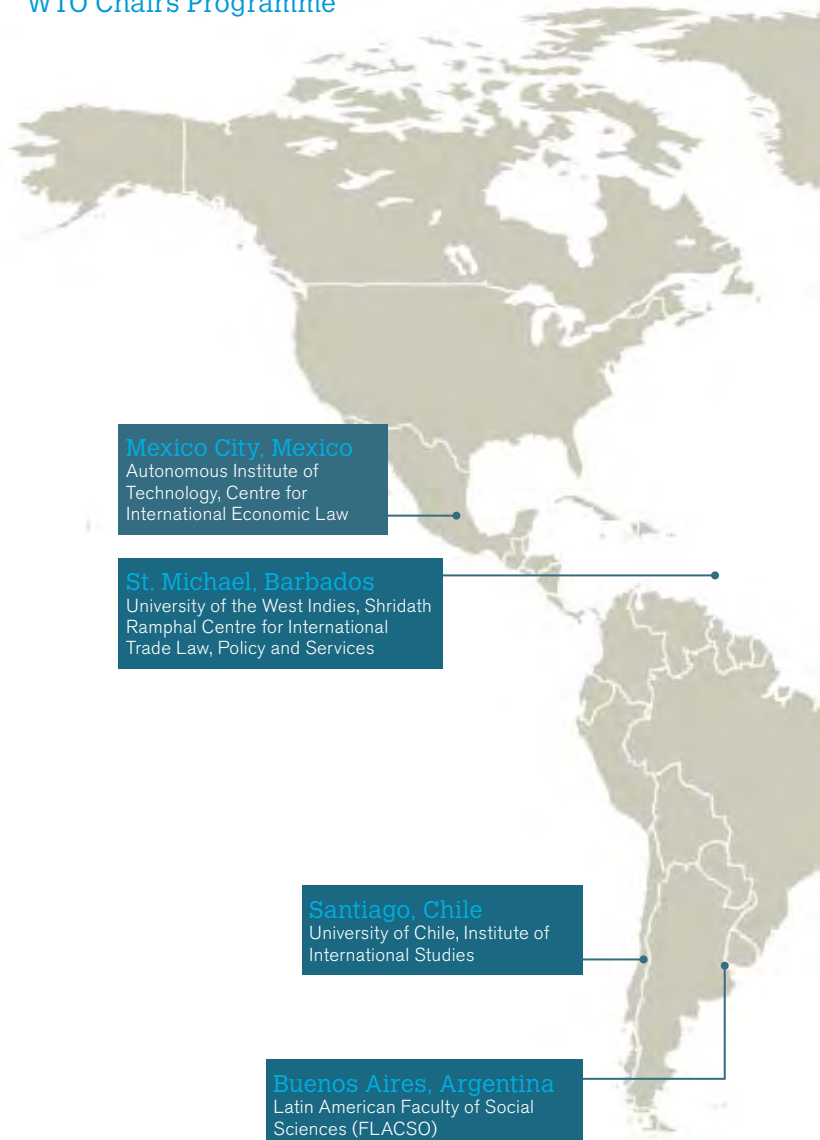 WTO Chairs Programme
Mexico City, Mexico
Autonomous Institute of
Technology, Centre for
International Economic Law
St. Michael, Barbados
University of the West Indies, Shridath
Ramphal Centre for International
Trade Law, Policy and Services
Santiago, Chile
University of Chile, Institute of
International Studies
Buenos Aires, Argentina
Latin American Faculty of Social
Sciences (FLACSO)